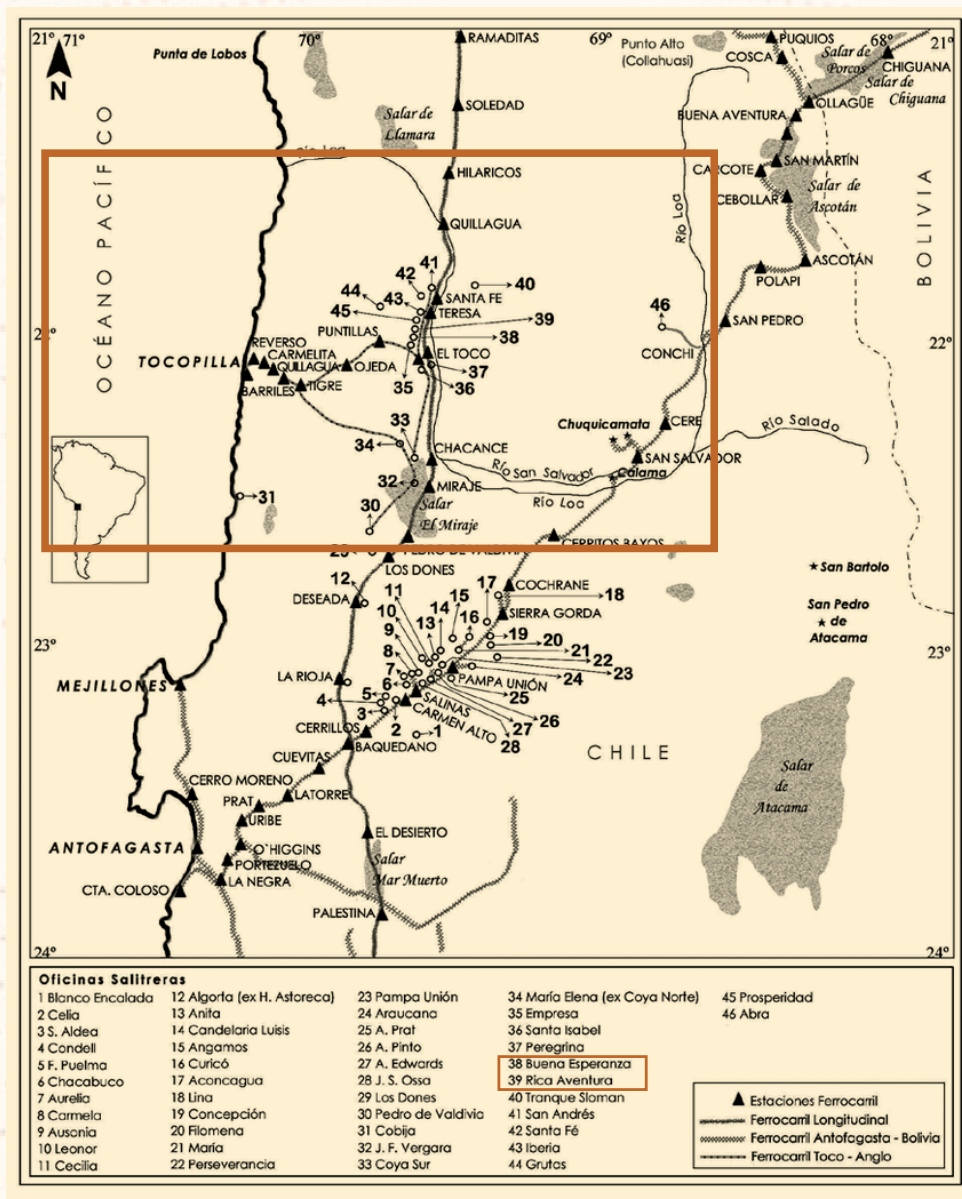 21° 71° 70° 69° 68° 21°
N
Punta de Lobos
RAMADITAS
Punto Alto
(Collahuasi)
PUQUIOS
COSCA
Salar de
Porcos
CHIGUANA
Salar de
Chiguana
OLLAGÜE
SOLEDAD
Salar de
Llamara
BUENA AVENTURA
OCÉANO PACÍFICO
HILARICOS
SAN MARTÍN
CARCOTE
Salar de
Ascotán
CEBOLLAR
BOLIVIA
Río Loa
QUILLAGUA
ASCOTÁN
POLAPI
41
42
40
44
43
SANTA FE
45
TERESA
39
46
SAN PEDRO
PUNTILLAS
38
22°
REVERSO
CARMELITA
TOCOPILLA
QUILLAGUA
OJEDA
EL TOCO
37
CONCHI
BARRILES
TIGRE
35
36
33
Chuquicamata
CERE
Río Salado
34
CHACANCE
SAN SALVADOR
Río San Salvador
Calama
32
MIRAJE
31
30
Salar
El Miraje
Río Loa
CERRITOS BAYOS
LOS DONES
San Bartolo
12
11
17
COCHRANE
DESEADA
15
18
San Pedro
de
Atacama
10
13
14
16
SIERRA GORDA
9
19
20
8
21
23°
23°
7
22
LA RIOJA
6
PAMPA UNIÓN
24
23
MEJILLONES
5
SALINAS
25
4
CARMEN ALTO
3
26
CERRILLOS
2
1
27
28
BAQUEDANO
CHILE
CUEVITAS
CERRO MORENO
LATORRE
Salar
de
Atacama
PRAT
URIBE
EL DESIERTO
ANTOFAGASTA
O'HIGGINS
PORTEZUELO
Salar
Mar Muerto
CTA. COLOSO
LA NEGRA
PALESTINA
24°
24°
22°
Oficinas Salitreras
1 Blanco Encalada
2 Celia
3 S. Aldea
4 Condell
5 F. Puelma
6 Chacabuco
7 Aurelia
8 Carmela
9 Ausonia
10 Leonor
11 Cecilia
12 Algorta (ex H. Astoreca)
13 Anita
14 Candelaria Luisis
15 Angamos
16 Curicó
17 Aconcagua
18 Lina
19 Concepción
20 Filomena
21 María
22 Perseverancia
23 Pampa Unión
24 Araucana
25 A. Prat
26 A. Pinto
27 A. Edwards
28 J. S. Ossa
29 Los Dones
30 Pedro de Valdivia
31 Cobija
32 J. F. Vergara
33 Coya Sur
34 María Elena (ex Coya Norte)
35 Empresa
36 Santa Isabel
37 Peregrina
38 Buena Esperanza
39 Rica Aventura
40 Tranque Sloman
41 San Andrés
42 Santa Fé
43 Iberia
44 Grutas
45 Prosperidad
46 Abra
Estaciones Ferrocarril
Ferrocarril Longitudinal
Ferrocarril Antofagasta - Bolivia
Ferrocarril Toco - Anglo